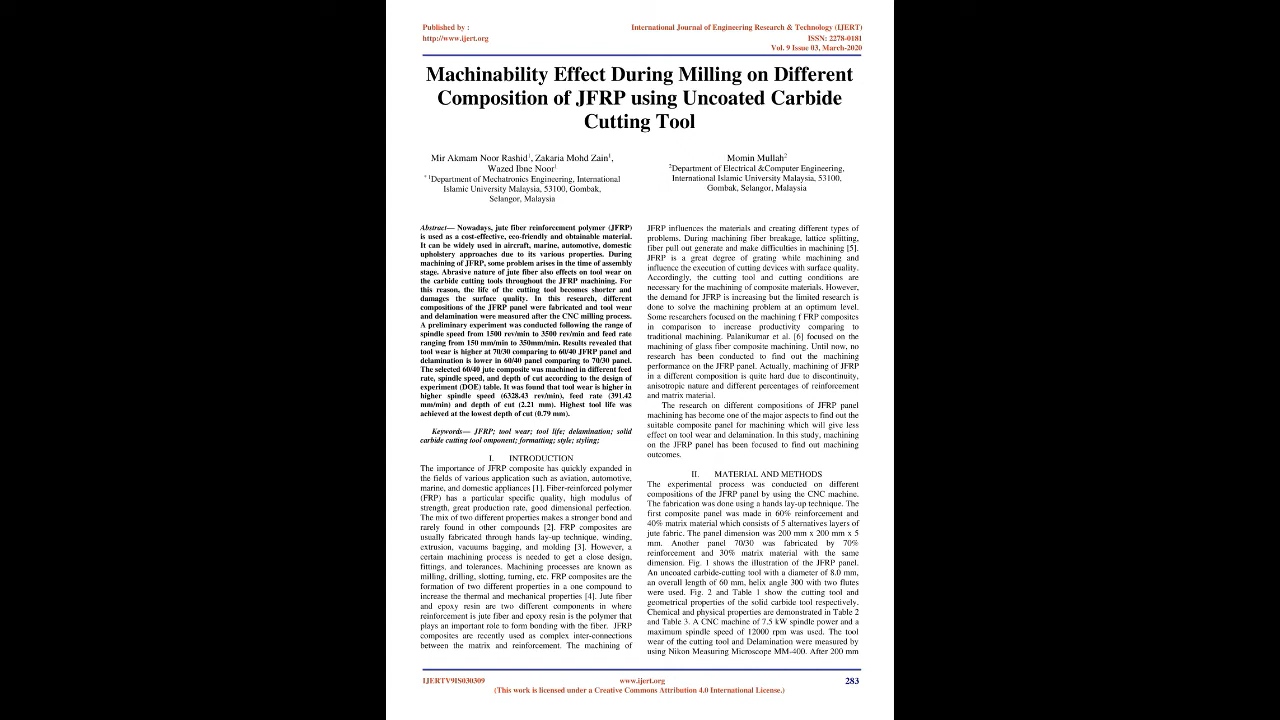 Published by :
http://www.ijert.org
International Journal of Engineering Research & Technology (IJERT)
ISSN: 2278-0181
Vol. 9 Issue 03, March-2020
Machinability Effect During Milling on Different
Composition of JFRP using Uncoated Carbide
Cutting Tool
Mir Akmam Noor Rashid1, Zakaria Mohd Zain1,
Wazed Ibne Noor1
* 1Department of Mechatronics Engineering, International
Islamic University Malaysia, 53100, Gombak,
Selangor, Malaysia
Momin Mullah2
2Department of Electrical &Computer Engineering,
International Islamic University Malaysia, 53100,
Gombak, Selangor, Malaysia
Abstract— Nowadays, jute fiber reinforcement polymer (JFRP)
is used as a cost-effective, eco-friendly and obtainable material.
It can be widely used in aircraft, marine, automotive, domestic
upholstery approaches due to its various properties. During
machining of JFRP, some problem arises in the time of assembly
stage. Abrasive nature of jute fiber also effects on tool wear on
the carbide cutting tools throughout the JFRP machining. For
this reason, the life of the cutting tool becomes shorter and
damages the surface quality. In this research, different
compositions of the JFRP panel were fabricated and tool wear
and delamination were measured after the CNC milling process.
A preliminary experiment was conducted following the range of
spindle speed from 1500 rev/min to 3500 rev/min and feed rate
ranging from 150 mm/min to 350mm/min. Results revealed that
tool wear is higher at 70/30 comparing to 60/40 JFRP panel and
delamination is lower in 60/40 panel comparing to 70/30 panel.
The selected 60/40 jute composite was machined in different feed
rate, spindle speed, and depth of cut according to the design of
experiment (DOE) table. It was found that tool wear is higher in
higher spindle speed (6328.43 rev/min), feed rate (391.42
mm/min) and depth of cut (2.21 mm). Highest tool life was
achieved at the lowest depth of cut (0.79 mm).
Keywords— JFRP; tool wear; tool life; delamination; solid
carbide cutting tool omponent; formatting; style; styling;
I. INTRODUCTION
The importance of JFRP composite has quickly expanded in
the fields of various application such as aviation, automotive,
marine, and domestic appliances [1]. Fiber-reinforced polymer
(FRP) has a particular specific quality, high modulus of
strength, great production rate, good dimensional perfection.
The mix of two different properties makes a stronger bond and
rarely found in other compounds [2]. FRP composites are
usually fabricated through hands lay-up technique, winding,
extrusion, vacuums bagging, and molding [3]. However, a
certain machining process is needed to get a close design,
fittings, and tolerances. Machining processes are known as
milling, drilling, slotting, turning, etc. FRP composites are the
formation of two different properties in a one compound to
increase the thermal and mechanical properties [4]. Jute fiber
and epoxy resin are two different components in where
reinforcement is jute fiber and epoxy resin is the polymer that
plays an important role to form bonding with the fiber. JFRP
composites are recently used as complex inter-connections
between the matrix and reinforcement. The machining of
JFRP influences the materials and creating different types of
problems. During machining fiber breakage, lattice splitting,
fiber pull out generate and make difficulties in machining [5].
JFRP is a great degree of grating while machining and
influence the execution of cutting devices with surface quality.
Accordingly, the cutting tool and cutting conditions are
necessary for the machining of composite materials. However,
the demand for JFRP is increasing but the limited research is
done to solve the machining problem at an optimum level.
Some researchers focused on the machining f FRP composites
in comparison to increase productivity comparing to
traditional machining. Palanikumar et al. [6] focused on the
machining of glass fiber composite machining. Until now, no
research has been conducted to find out the machining
performance on the JFRP panel. Actually, machining of JFRP
in a different composition is quite hard due to discontinuity,
anisotropic nature and different percentages of reinforcement
and matrix material.
The research on different compositions of JFRP panel
machining has become one of the major aspects to find out the
suitable composite panel for machining which will give less
effect on tool wear and delamination. In this study, machining
on the JFRP panel has been focused to find out machining
outcomes.
II. MATERIAL AND METHODS
The experimental process was conducted on different
compositions of the JFRP panel by using the CNC machine.
The fabrication was done using a hands lay-up technique. The
first composite panel was made in 60% reinforcement and
40% matrix material which consists of 5 alternatives layers of
jute fabric. The panel dimension was 200 mm x 200 mm x 5
mm. Another panel 70/30 was fabricated by 70%
reinforcement and 30% matrix material with the same
dimension. Fig. 1 shows the illustration of the JFRP panel.
An uncoated carbide-cutting tool with a diameter of 8.0 mm,
an overall length of 60 mm, helix angle 300 with two flutes
were used. Fig. 2 and Table 1 show the cutting tool and
geometrical properties of the solid carbide tool respectively.
Chemical and physical properties are demonstrated in Table 2
and Table 3. A CNC machine of 7.5 kW spindle power and a
maximum spindle speed of 12000 rpm was used. The tool
wear of the cutting tool and Delamination were measured by
using Nikon Measuring Microscope MM-400. After 200 mm
IJERTV9IS030309
www.ijert.org
283
(This work is licensed under a Creative Commons Attribution 4.0 International License.)